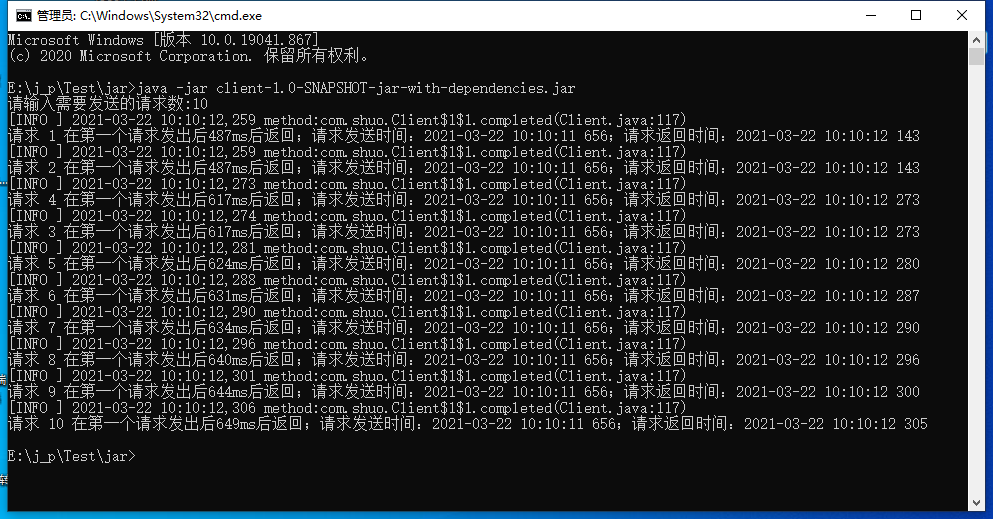 管理员: C:\Windows\System32\cmd.exe
Microsoft Windows [版本 10.0.19041.867]
(c) 2020 Microsoft Corporation. 保留所有权利。
E:\j_p\Test\jar>java -jar client-1.0-SNAPSHOT-jar-with-dependencies.jar
请输入需要发送的请求数:10
[INFO ] 2021-03-22 10:10:12,259 method:com.shuo.Client$1$1.completed(Client.java:117)
请求 1 在第一个请求发出后487ms后返回；请求发送时间：2021-03-22 10:10:11 656；请求返回时间：2021-03-22 10:10:12 143
[INFO ] 2021-03-22 10:10:12,259 method:com.shuo.Client$1$1.completed(Client.java:117)
请求 2 在第一个请求发出后487ms后返回；请求发送时间：2021-03-22 10:10:11 656；请求返回时间：2021-03-22 10:10:12 143
[INFO ] 2021-03-22 10:10:12,273 method:com.shuo.Client$1$1.completed(Client.java:117)
请求 4 在第一个请求发出后617ms后返回；请求发送时间：2021-03-22 10:10:11 656；请求返回时间：2021-03-22 10:10:12 273
[INFO ] 2021-03-22 10:10:12,274 method:com.shuo.Client$1$1.completed(Client.java:117)
请求 3 在第一个请求发出后617ms后返回；请求发送时间：2021-03-22 10:10:11 656；请求返回时间：2021-03-22 10:10:12 273
[INFO ] 2021-03-22 10:10:12,281 method:com.shuo.Client$1$1.completed(Client.java:117)
请求 5 在第一个请求发出后624ms后返回；请求发送时间：2021-03-22 10:10:11 656；请求返回时间：2021-03-22 10:10:12 280
[INFO ] 2021-03-22 10:10:12,288 method:com.shuo.Client$1$1.completed(Client.java:117)
请求 6 在第一个请求发出后631ms后返回；请求发送时间：2021-03-22 10:10:11 656；请求返回时间：2021-03-22 10:10:12 287
[INFO ] 2021-03-22 10:10:12,290 method:com.shuo.Client$1$1.completed(Client.java:117)
请求 7 在第一个请求发出后634ms后返回；请求发送时间：2021-03-22 10:10:11 656；请求返回时间：2021-03-22 10:10:12 290
[INFO ] 2021-03-22 10:10:12,296 method:com.shuo.Client$1$1.completed(Client.java:117)
请求 8 在第一个请求发出后640ms后返回；请求发送时间：2021-03-22 10:10:11 656；请求返回时间：2021-03-22 10:10:12 296
[INFO ] 2021-03-22 10:10:12,301 method:com.shuo.Client$1$1.completed(Client.java:117)
请求 9 在第一个请求发出后644ms后返回；请求发送时间：2021-03-22 10:10:11 656；请求返回时间：2021-03-22 10:10:12 300
[INFO ] 2021-03-22 10:10:12,306 method:com.shuo.Client$1$1.completed(Client.java:117)
请求 10 在第一个请求发出后649ms后返回；请求发送时间：2021-03-22 10:10:11 656；请求返回时间：2021-03-22 10:10:12 305
E:\j_p\Test\jar>